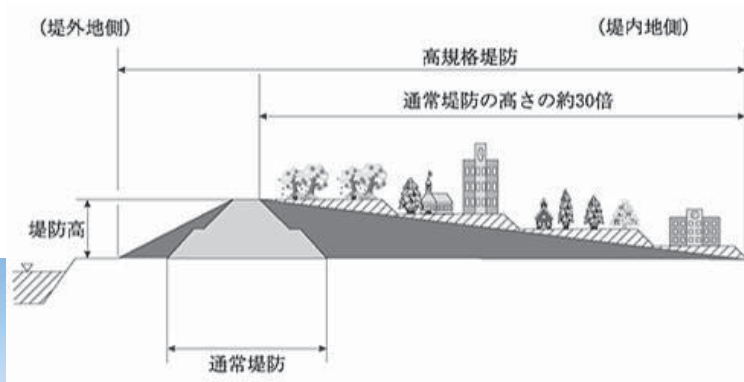 （堤外地側）
（堤内地側）
高規格堤防
通常堤防の高さの約30倍
堤防高
通常堤防